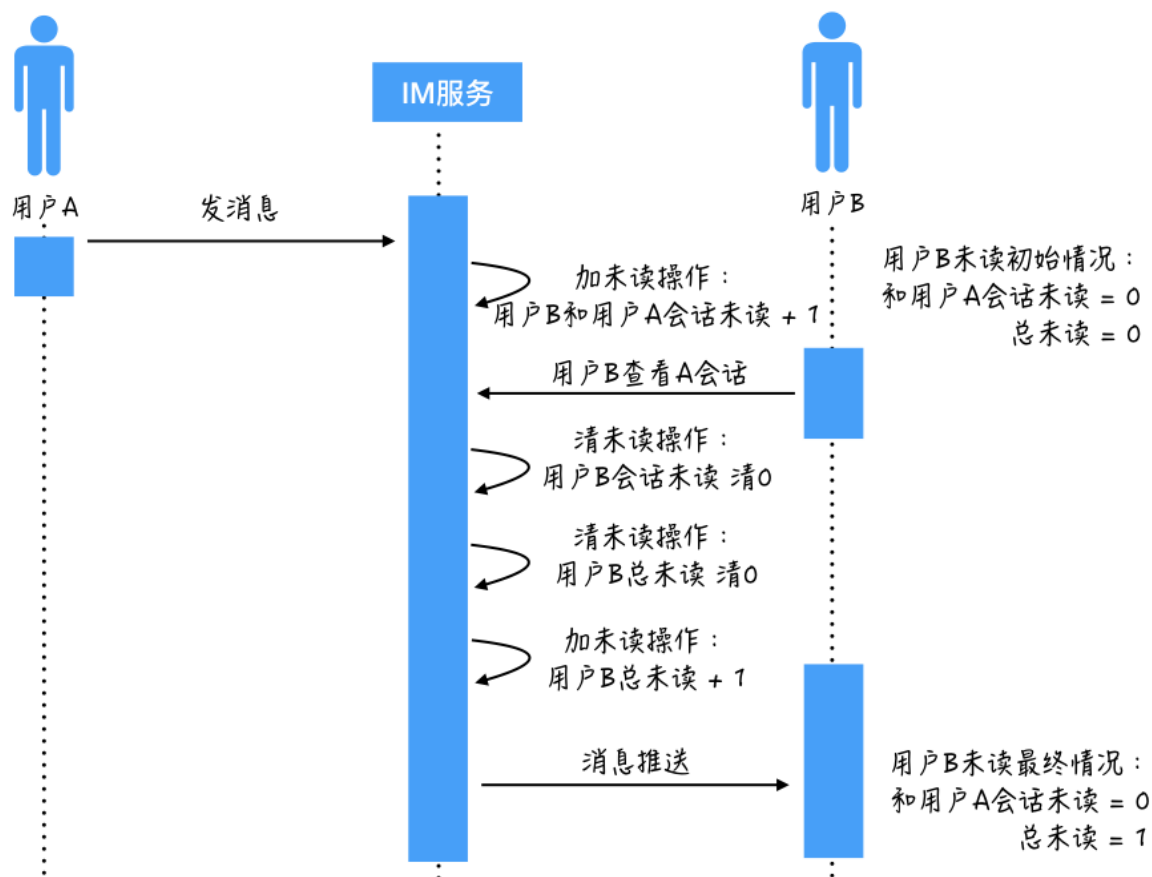 IM服务
用户A
用户B
发消息
用户B未读初始情况：
和用户A会话未读 = 0
总未读 = 0
加未读操作：
用户B和用户A会话未读 + 1
用户B查看A会话
清未读操作：
用户B会话未读 清0
清未读操作：
用户B总未读 清0
加未读操作：
用户B总未读 + 1
消息推送
用户B未读最终情况：
和用户A会话未读 = 0
总未读 = 1